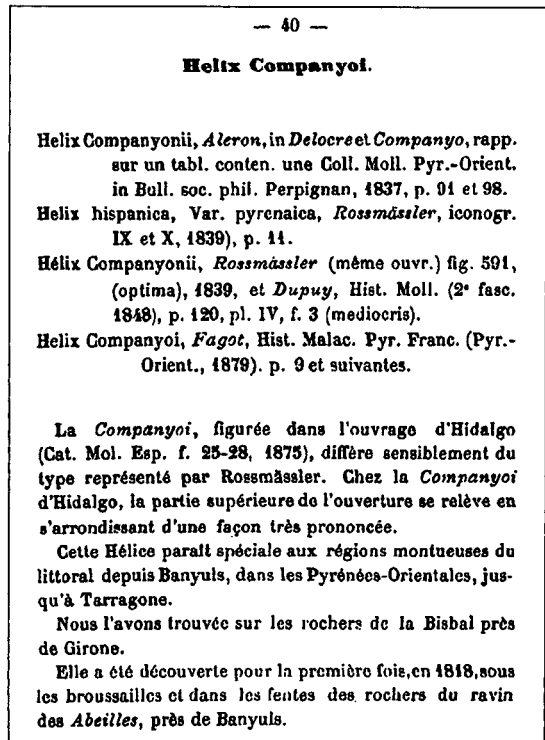 — 40 —
Helix Companyoi.
Helix Companyonii, Aleron, in Delocre et Companyo, rapp.
sur un tabl. conten. une Coll. Moll. Pyr.-Orient.
in Bull. soc. phil. Perpignan, 1837, p. 91 et 98.
Helix hispanica, Var. pyrenaica, Rossmässler, iconogr.
IX et X, 1839), p. 11.
Hélix Companyonii, Rossmässler (même ouvr.) fig. 591,
(optima), 1839, et Dupuy, Hist. Moll. (2e fasc.
1848), p. 120, pl. IV, f. 3 (mediocris).
Helix Companyoi, Fagot, Hist. Malac. Pyr. Franc. (Pyr.-
Orient., 1879). p. 9 et suivantes.
La Companyoi, figurée dans l'ouvrage d'Hidalgo
(Cat. Mol. Esp. f. 25-28, 1875), diffère sensiblement du
type représenté par Rossmässler. Chez la Companyoi
d'Hidalgo, la partie supérieure de l'ouverture se relève en
s'arrondissant d'une façon très prononcée.
Cette Hélice paraît spéciale aux régions montueuses du
littoral depuis Banyuls, dans les Pyrénées-Orientales, jus-
qu'à Tarragone.
Nous l'avons trouvée sur les rochers de la Bisbal près
de Girone.
Elle a été découverte pour la première fois, en 1818, sous
les broussailles et dans les fentes des rochers du ravin
des Abeilles, près de Banyuls.